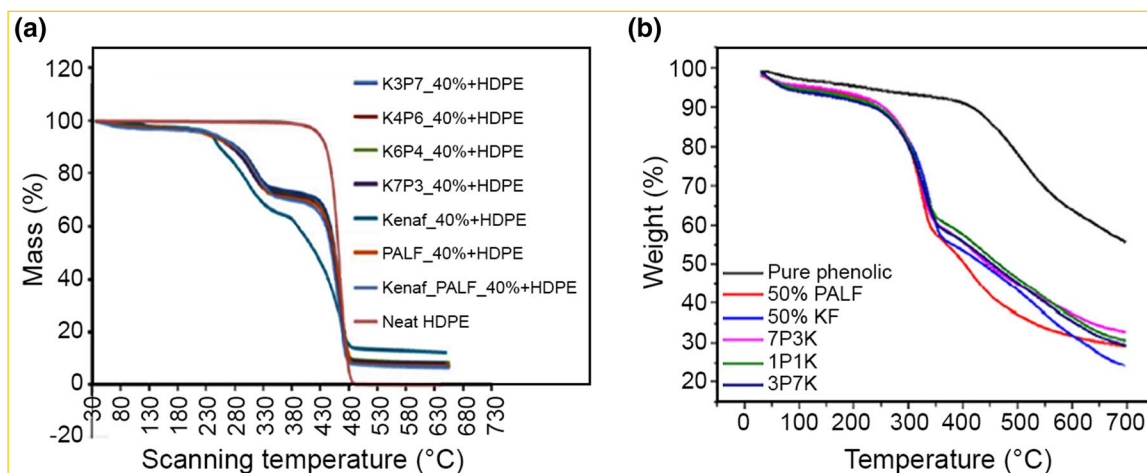 (a)
120
100
80
60
40
20
0
-20
Mass (%)
K3P7_40%+HDPE
K4P6_40%+HDPE
K6P4_40%+HDPE
K7P3_40%+HDPE
Kenaf_40%+HDPE
PALF_40%+HDPE
Kenaf_PALF_40%+HDPE
Neat HDPE
30 80 130 180 230 280 330 380 430 480 530 580 630 680 730
Scanning temperature (°C)
(b)
100
90
80
70
60
50
40
30
20
Weight (%)
Pure phenolic
50% PALF
50% KF
7P3K
1P1K
3P7K
0 100 200 300 400 500 600 700
Temperature (°C)